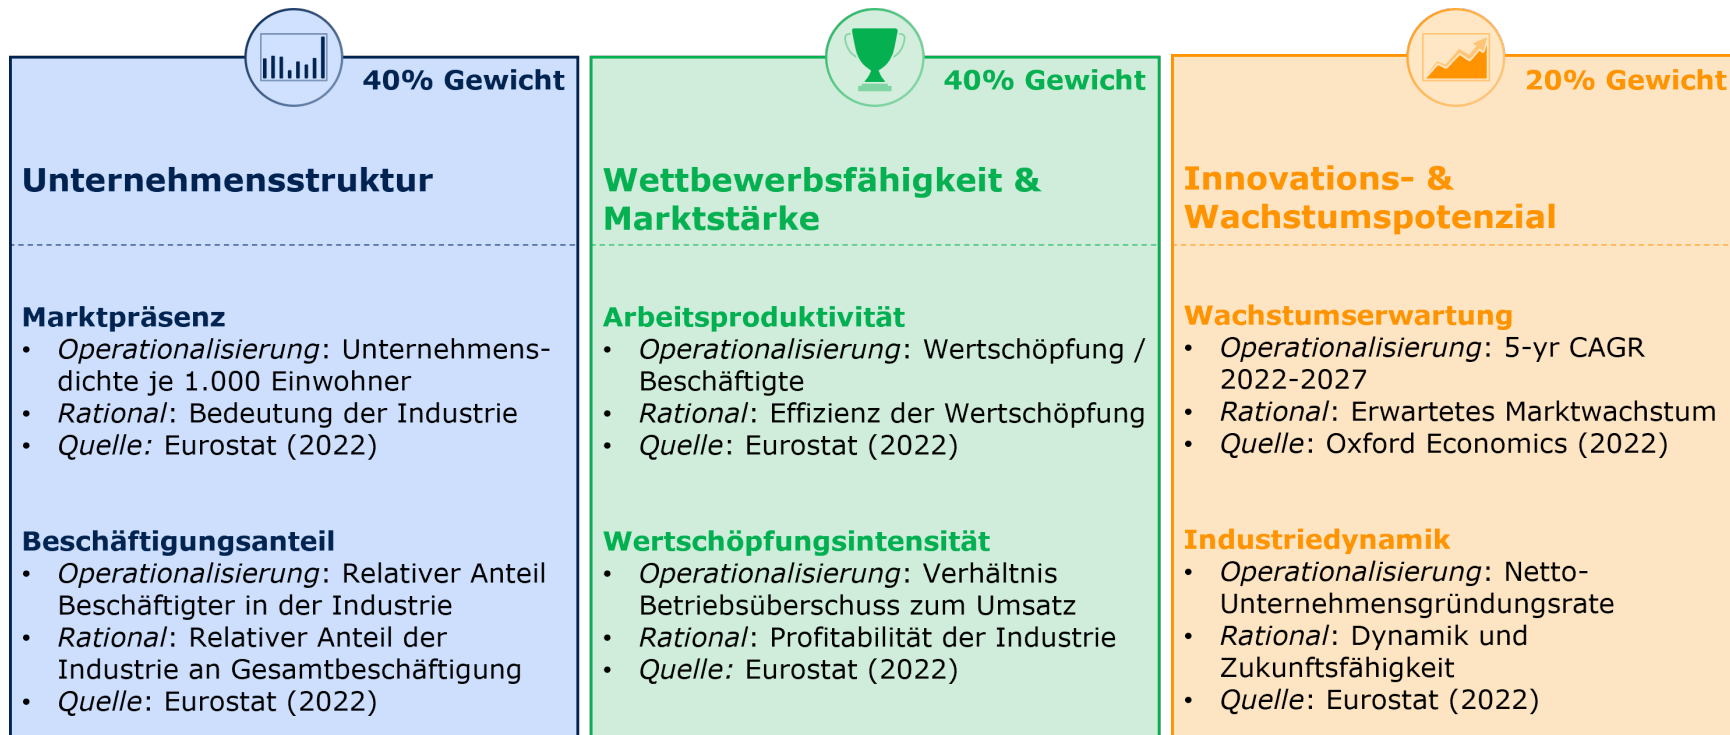 40% Gewicht
Unternehmensstruktur
Marktpräsenz
• Operationalisierung: Unternehmens-
dichte je 1.000 Einwohner
• Rational: Bedeutung der Industrie
• Quelle: Eurostat (2022)
Beschäftigungsanteil
• Operationalisierung: Relativer Anteil
Beschäftigter in der Industrie
• Rational: Relativer Anteil der
Industrie an Gesamtbeschäftigung
• Quelle: Eurostat (2022)
40% Gewicht
Wettbewerbsfähigkeit &
Marktstärke
Arbeitsproduktivität
• Operationalisierung: Wertschöpfung /
Beschäftigte
• Rational: Effizienz der Wertschöpfung
• Quelle: Eurostat (2022)
Wertschöpfungsintensität
• Operationalisierung: Verhältnis
Betriebsüberschuss zum Umsatz
• Rational: Profitabilität der Industrie
• Quelle: Eurostat (2022)
20% Gewicht
Innovations- &
Wachstumspotenzial
Wachstumserwartung
• Operationalisierung: 5-yr CAGR
2022-2027
• Rational: Erwartetes Marktwachstum
• Quelle: Oxford Economics (2022)
Industriedynamik
• Operationalisierung: Netto-
Unternehmensgründungsrate
• Rational: Dynamik und
Zukunftsfähigkeit
• Quelle: Eurostat (2022)